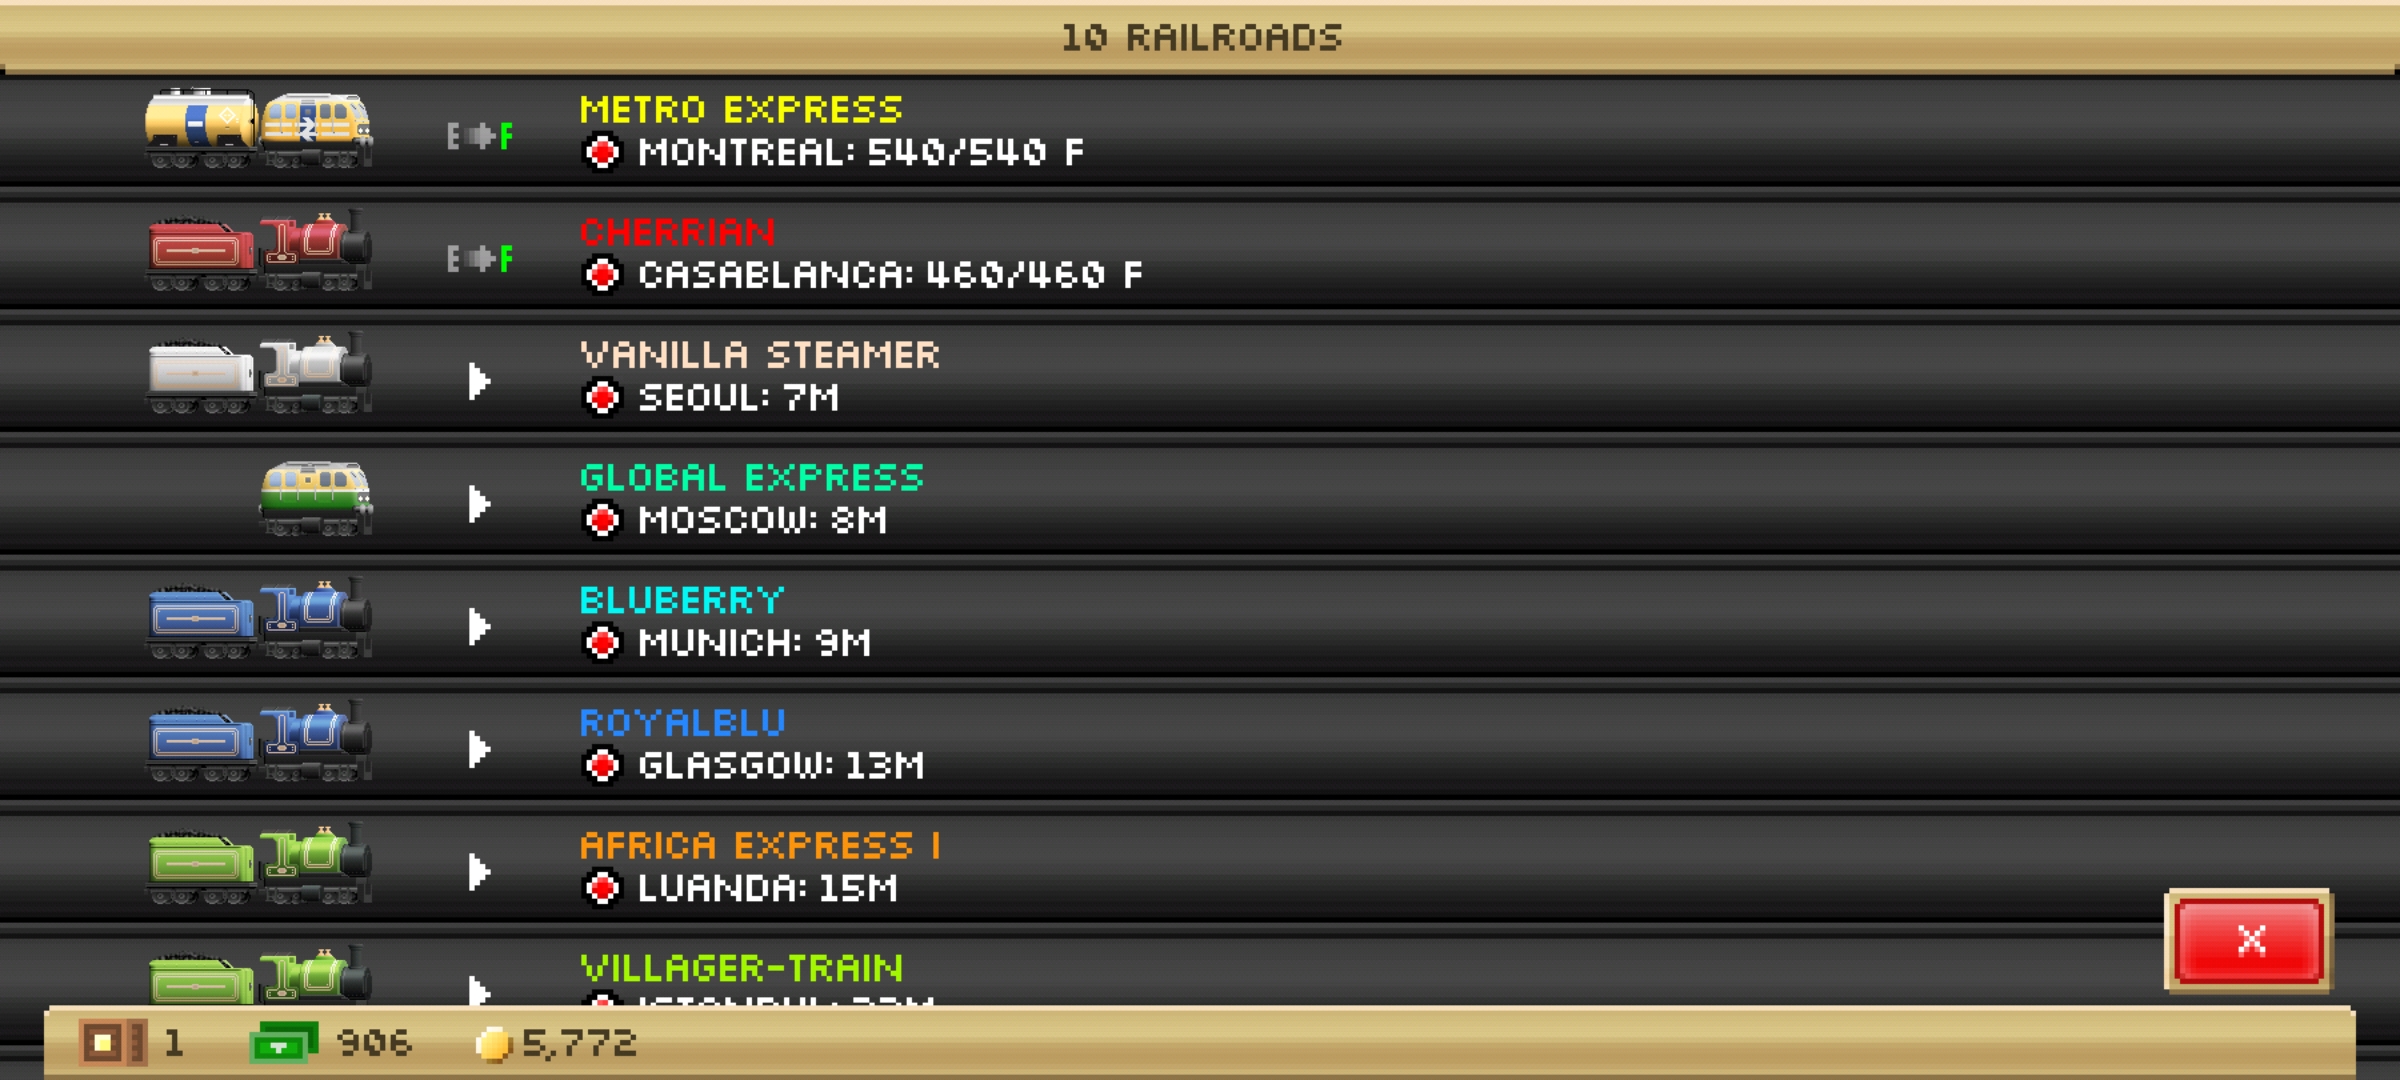 10 RAILROADS
METRO EXPRESS
E F
MONTREAL: 540/540 F
CHERRIAN
E F
CASABLANCA: 460/460 F
VANILLA STEAMER
SEOUL: 7M
GLOBAL EXPRESS
MOSCOW: 8M
BLUBERRY
MUNICH: 9M
ROYALBLU
GLASGOW: 13M
AFRICA EXPRESS I
LUANDA: 15M
X
VILLAGER-TRAIN
1 906 5,772